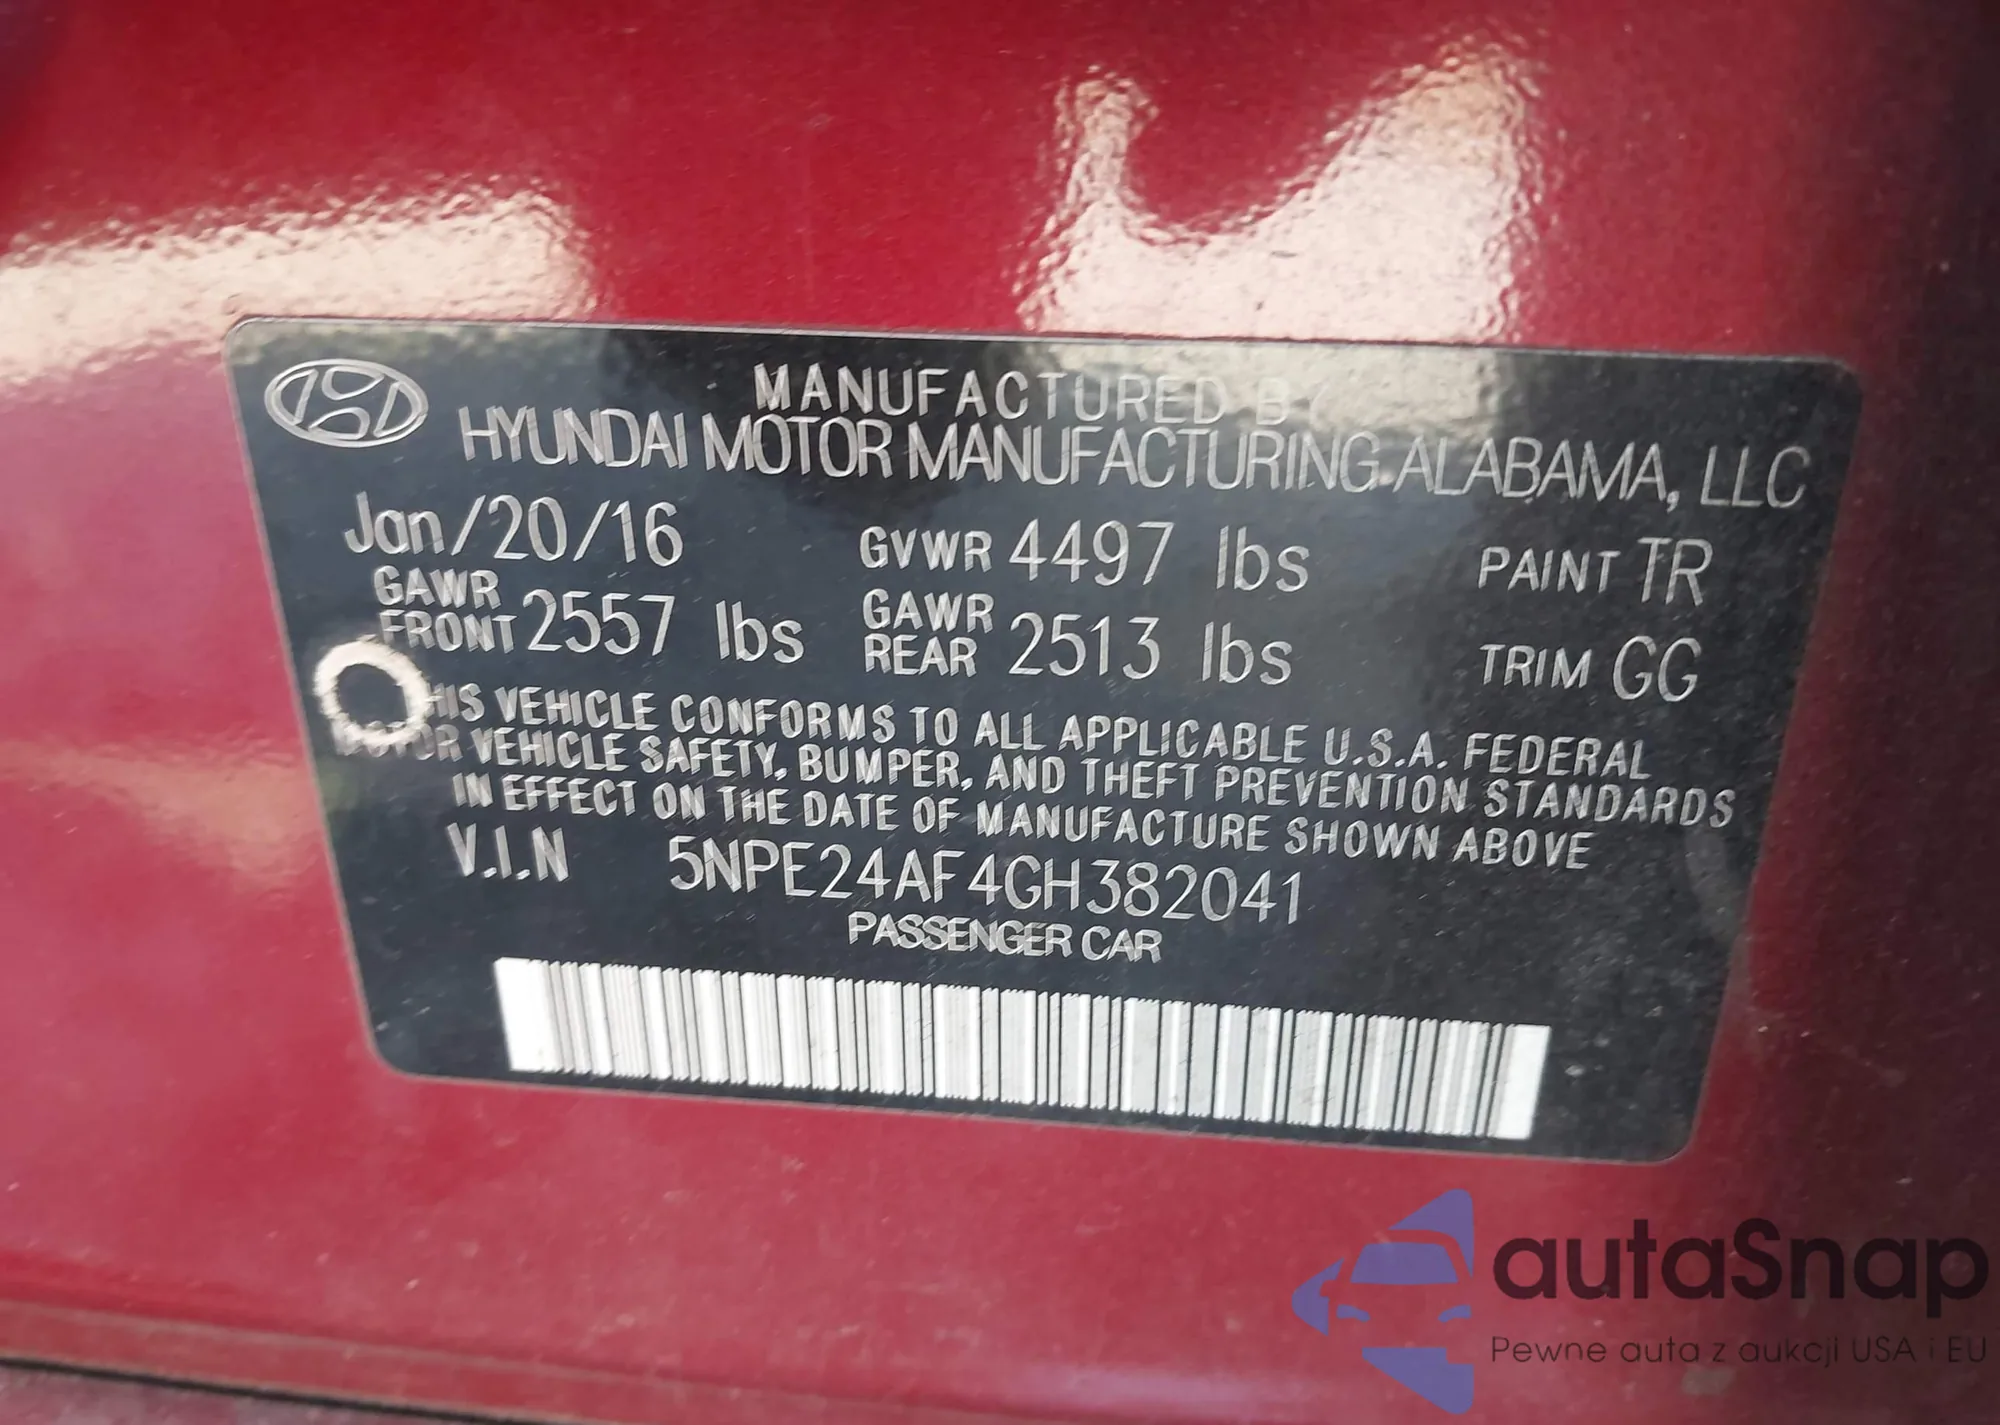 MANUFACTURED BY
HYUNDAI MOTOR MANUFACTURING ALABAMA, LLC
Jan/20/16 GVWR 4497 lbs PAINT TR
GAWR FRONT 2557 lbs GAWR REAR 2513 lbs TRIM GG
THIS VEHICLE CONFORMS TO ALL APPLICABLE U.S.A. FEDERAL
MOTOR VEHICLE SAFETY, BUMPER, AND THEFT PREVENTION STANDARDS
IN EFFECT ON THE DATE OF MANUFACTURE SHOWN ABOVE
V.I.N 5NPE24AF4GH382041
PASSENGER CAR
autaSnap
Pewne auta z aukcji USA i EU